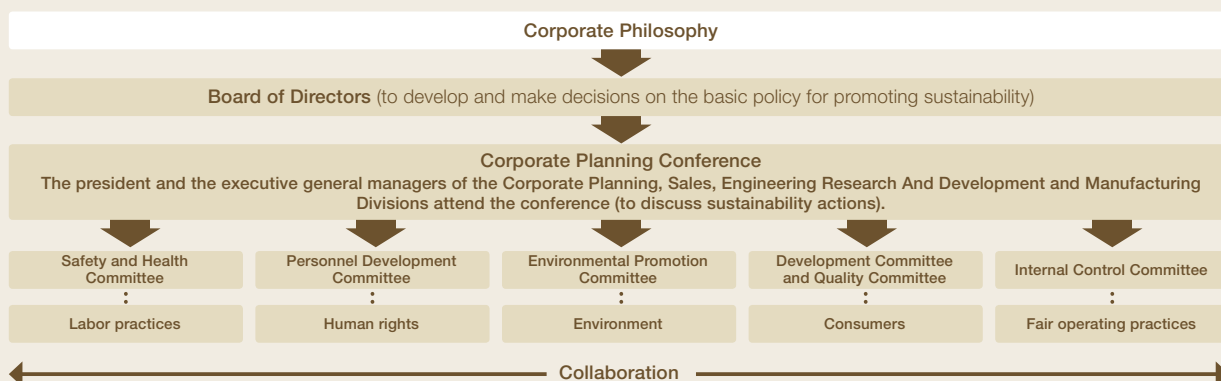 Corporate Philosophy
Board of Directors (to develop and make decisions on the basic policy for promoting sustainability)
Corporate Planning Conference
The president and the executive general managers of the Corporate Planning, Sales, Engineering Research And Development and Manufacturing
Divisions attend the conference (to discuss sustainability actions).
Safety and Health
Committee
Personnel Development
Committee
Environmental Promotion
Committee
Development Committee
and Quality Committee
Internal Control Committee
Labor practices
Human rights
Environment
Consumers
Fair operating practices
Collaboration